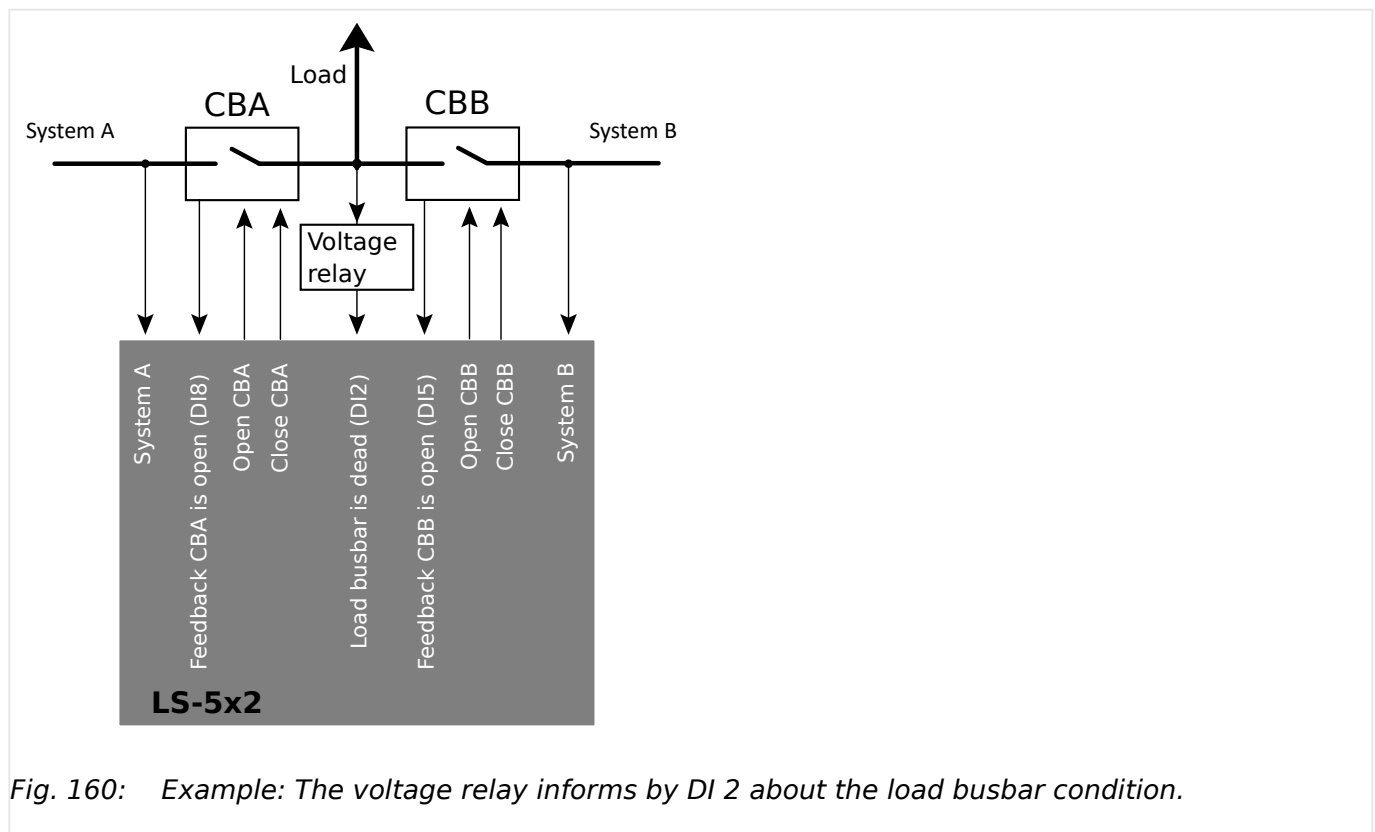 Load
CBA
CBB
System A
System B
Voltage
relay
System A
Feedback CBA is open (DI8)
Open CBA
Close CBA
Load busbar is dead (DI2)
Feedback CBB is open (DI5)
Open CBB
Close CBB
System B
LS-5x2
Fig. 160: Example: The voltage relay informs by DI 2 about the load busbar condition.